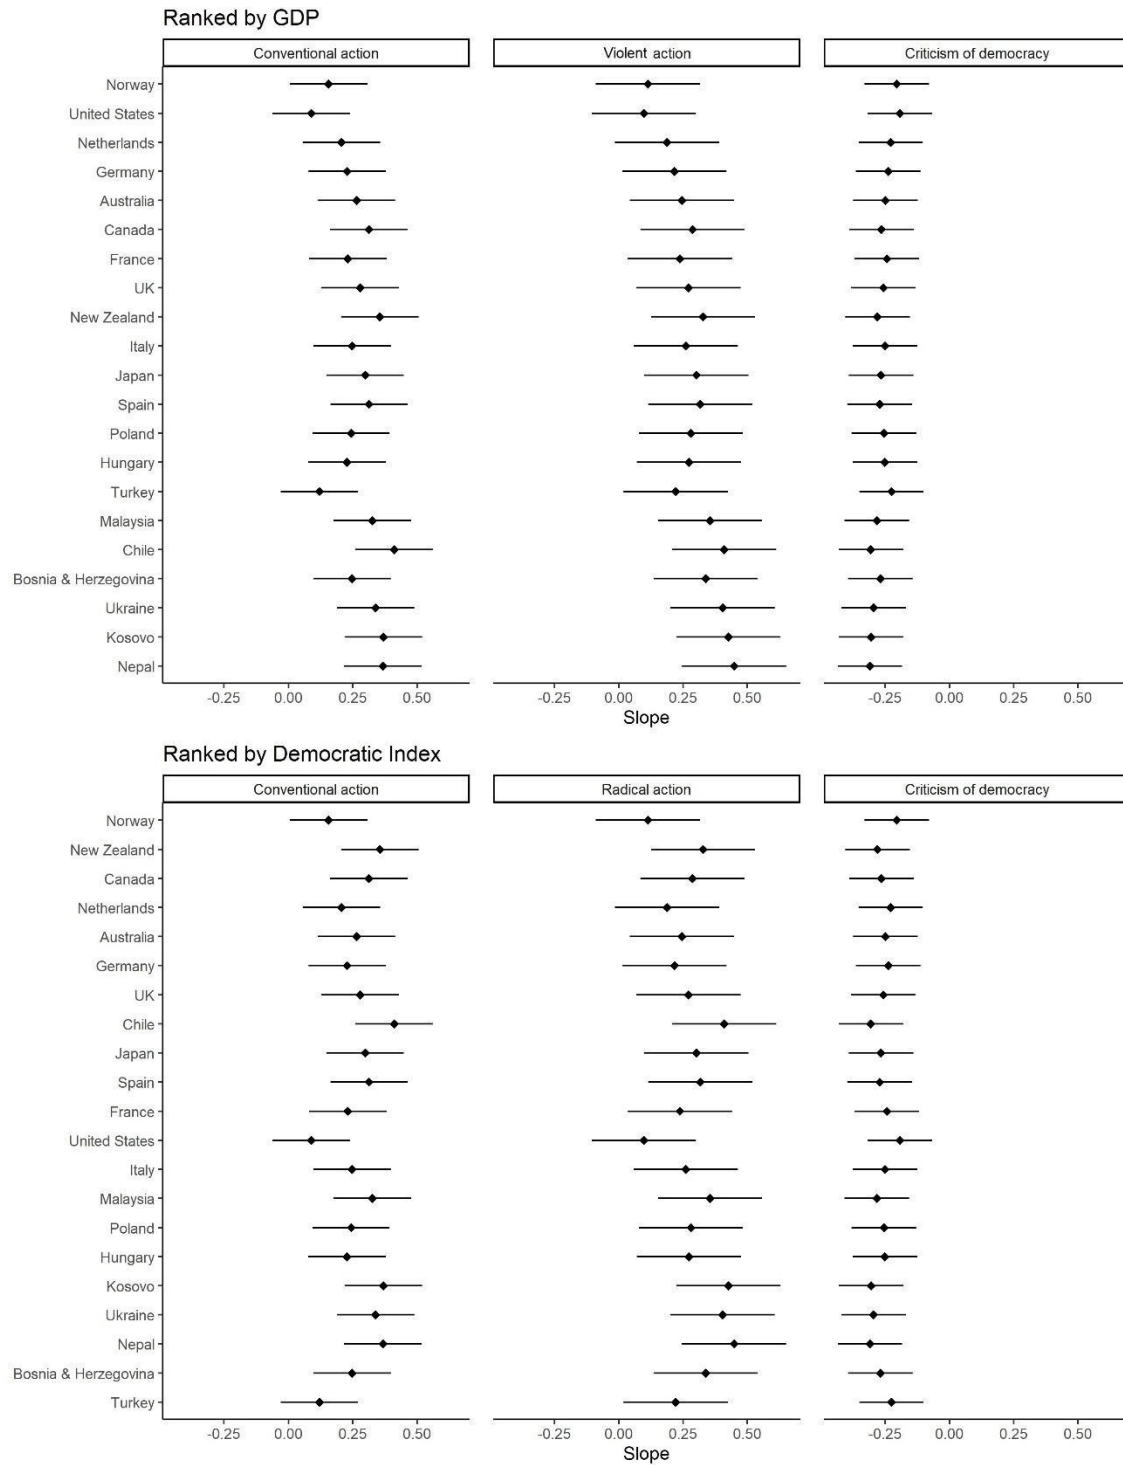 Ranked by GDP
Conventional action Violent action Criticism of democracy
Norway
United States
Netherlands
Germany
Australia
Canada
France
UK
New Zealand
Italy
Japan
Spain
Poland
Hungary
Turkey
Malaysia
Chile
Bosnia & Herzegovina
Ukraine
Kosovo
Nepal
-0.25 0.00 0.25 0.50 -0.25 0.00 0.25 0.50 -0.25 0.00 0.25 0.50
Slope
Ranked by Democratic Index
Conventional action Radical action Criticism of democracy
Norway
New Zealand
Canada
Netherlands
Australia
Germany
UK
Chile
Japan
Spain
France
United States
Italy
Malaysia
Poland
Hungary
Kosovo
Ukraine
Nepal
Bosnia & Herzegovina
Turkey
-0.25 0.00 0.25 0.50 -0.25 0.00 0.25 0.50 -0.25 0.00 0.25 0.50
Slope